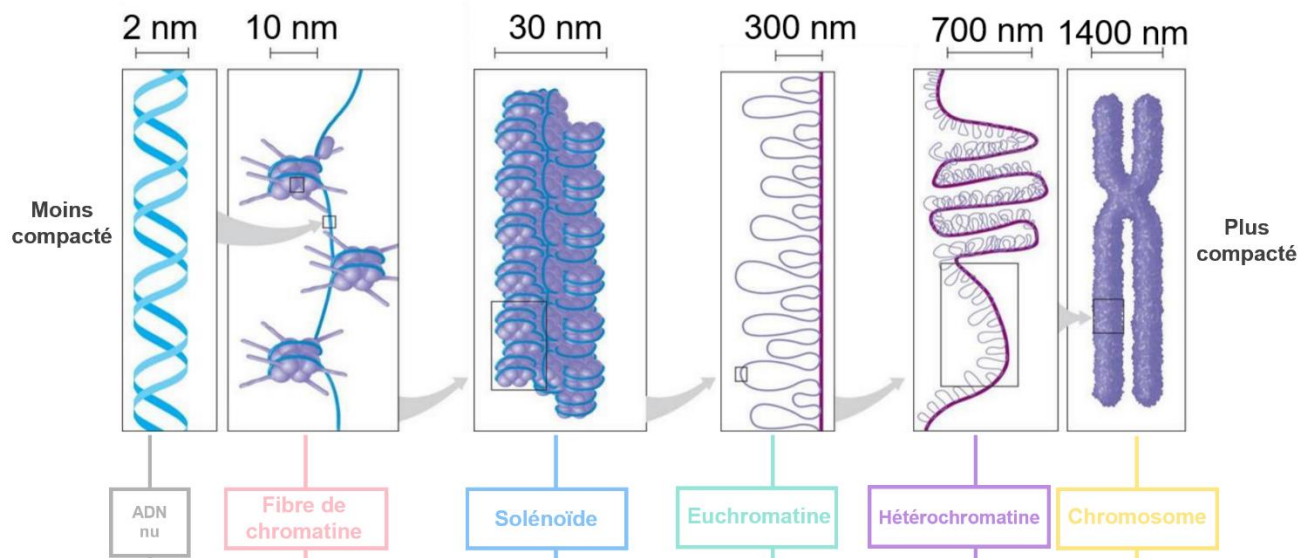 2 nm
10 nm
30 nm
300 nm
700 nm
1400 nm
Moins
compacté
Plus
compacté
ADN
nu
Fibre de
chromatine
Solénoïde
Euchromatine
Hétérochromatine
Chromosome